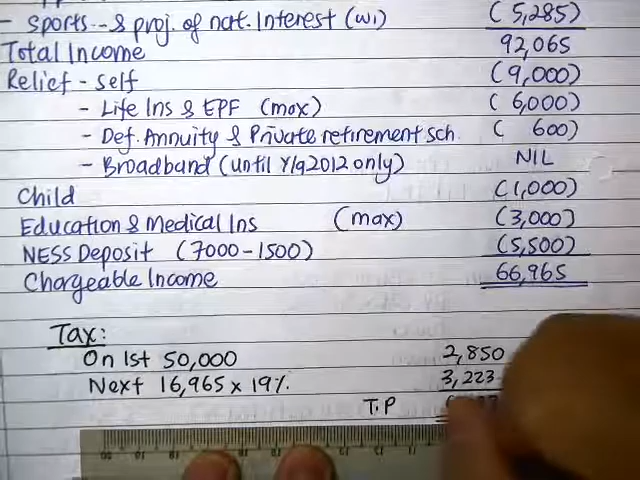 - Sports.. & proj. of nat. Interest (w1) (5,285)
Total Income 92,065
Relief - self (9,000)
- Life Ins & EPF (max) (6,000)
- Def. Annuity & Private retirement sch. ( 600)
- Broadband (until Y/a2012 only) NIL
Child (1,000)
Education & Medical Ins (max) (3,000)
NESS Deposit (7000 - 1500) (5,500)
Chargeable Income 66,965
Tax:
On 1st 50,000 2,850
Next 16,965 x 19% 3,223
T.P